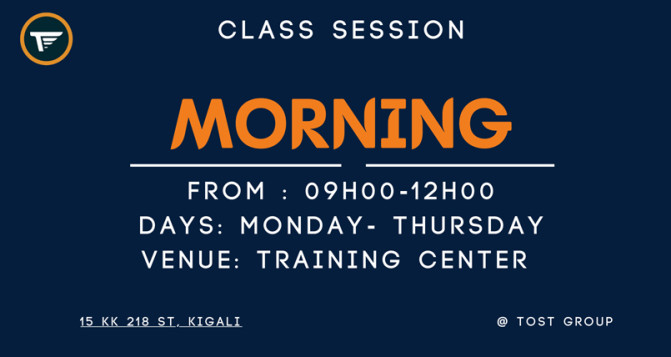 CLASS SESSION
MORNING
FROM : 09H00-12H00
DAYS: MONDAY- THURSDAY
VENUE: TRAINING CENTER
15 KK 218 ST, KIGALI
@ TOST GROUP